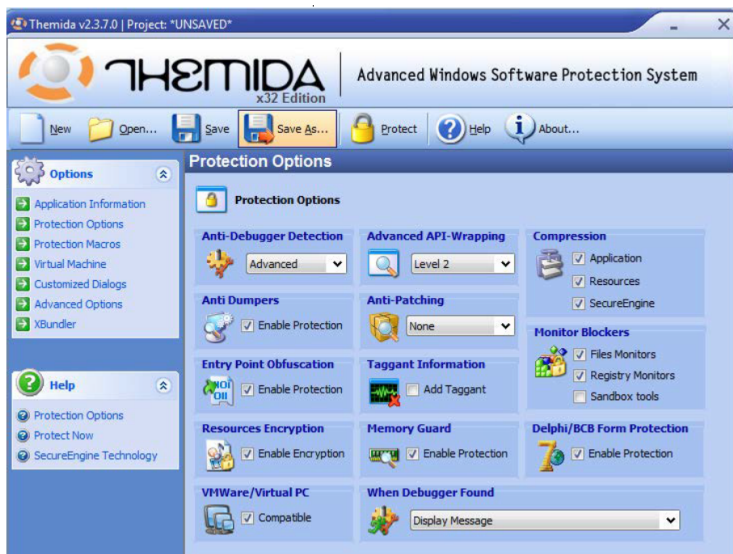 Themida v2.3.7.0 | Project: *UNSAVED*
THEMIDA
x32 Edition
Advanced Windows Software Protection System
New
Open...
Save
Save As...
Protect
Help
About...
Options
Application Information
Protection Options
Protection Macros
Virtual Machine
Customized Dialogs
Advanced Options
XBundler
Help
Protection Options
Protect Now
SecureEngine Technology
Protection Options
Protection Options
Anti-Debugger Detection
Advanced
Advanced API-Wrapping
Level 2
Compression
Application
Resources
SecureEngine
Anti Dumpers
Enable Protection
Anti-Patching
None
Monitor Blockers
Files Monitors
Registry Monitors
Sandbox tools
Entry Point Obfuscation
Enable Protection
Taggant Information
Add Taggant
Resources Encryption
Enable Encryption
Memory Guard
Enable Protection
Delphi/BCB Form Protection
Enable Protection
VMWare/Virtual PC
Compatible
When Debugger Found
Display Message